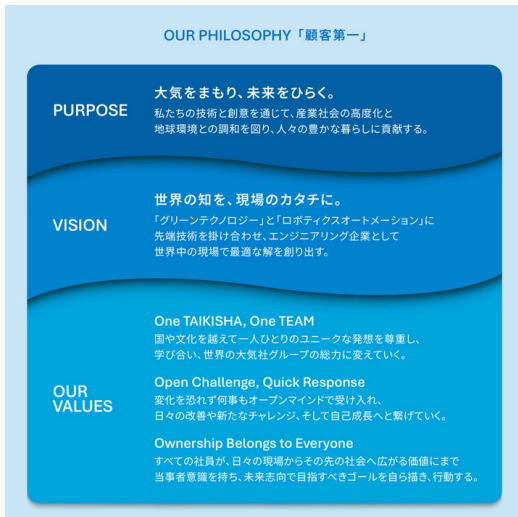 OUR PHILOSOPHY「顧客第一」
PURPOSE
大気をまもり、未来をひらく。
私たちの技術と創意を通じて、産業社会の高度化と
地球環境との調和を図り、人々の豊かな暮らしに貢献する。
VISION
世界の知を、現場のカタチに。
「グリーンテクノロジー」と「ロボティクスオートメーション」に
先端技術を掛け合わせ、エンジニアリング企業として
世界中の現場で最適な解を創り出す。
OUR
VALUES
One TAIKISHA, One TEAM
国や文化を越えて一人ひとりのユニークな発想を尊重し、
学び合い、世界の大気社グループの総力に変えていく。
Open Challenge, Quick Response
変化を恐れず何事もオープンマインドで受け入れ、
日々の改善や新たなチャレンジ、そして自己成長へと繋げていく。
Ownership Belongs to Everyone
すべての社員が、日々の現場からその先の社会へ広がる価値にまで
当事者意識を持ち、未来志向で目指すべきゴールを自ら描き、行動する。